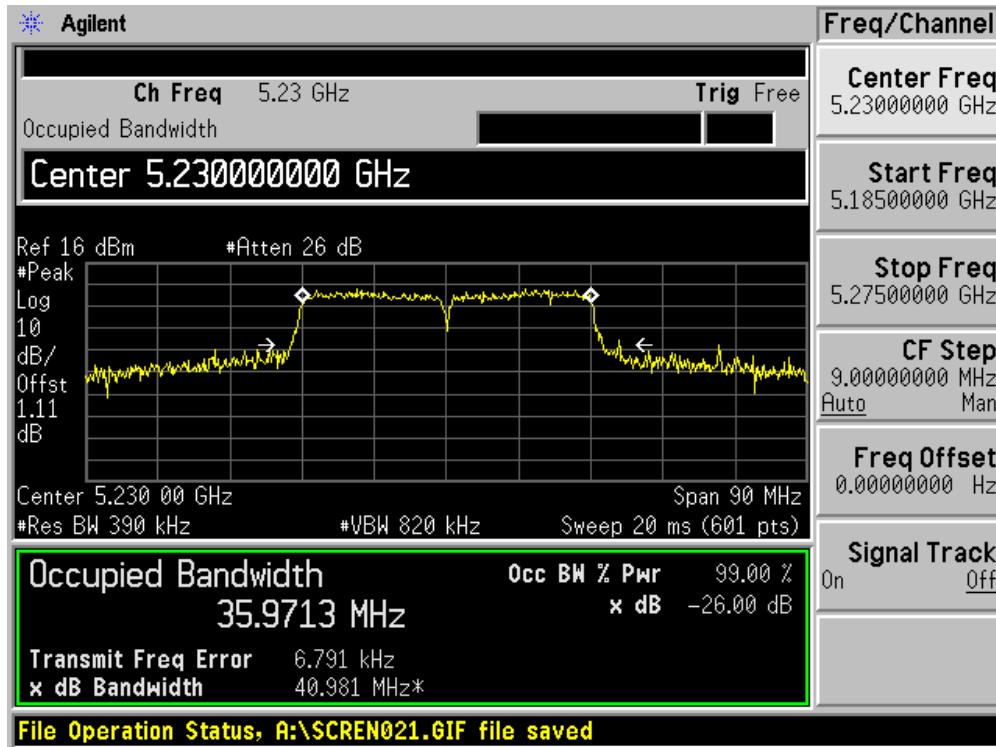 Agilent
Freq/Channel
Ch Freq 5.23 GHz Trig Free
Occupied Bandwidth
Center 5.230000000 GHz
Ref 16 dBm #Atten 26 dB
#Peak
Log
10
dB/
Offst
1.11
dB
Center 5.230 00 GHz Span 90 MHz
#Res BW 390 kHz #VBW 820 kHz Sweep 20 ms (601 pts)
Occupied Bandwidth Occ BW % Pwr 99.00 %
35.9713 MHz x dB -26.00 dB
Transmit Freq Error 6.791 kHz
x dB Bandwidth 40.981 MHz*
File Operation Status, A:\SCREN021.GIF file saved
Center Freq
5.23000000 GHz
Start Freq
5.18500000 GHz
Stop Freq
5.27500000 GHz
CF Step
9.00000000 MHz
Auto Man
Freq Offset
0.00000000 Hz
Signal Track
On Off